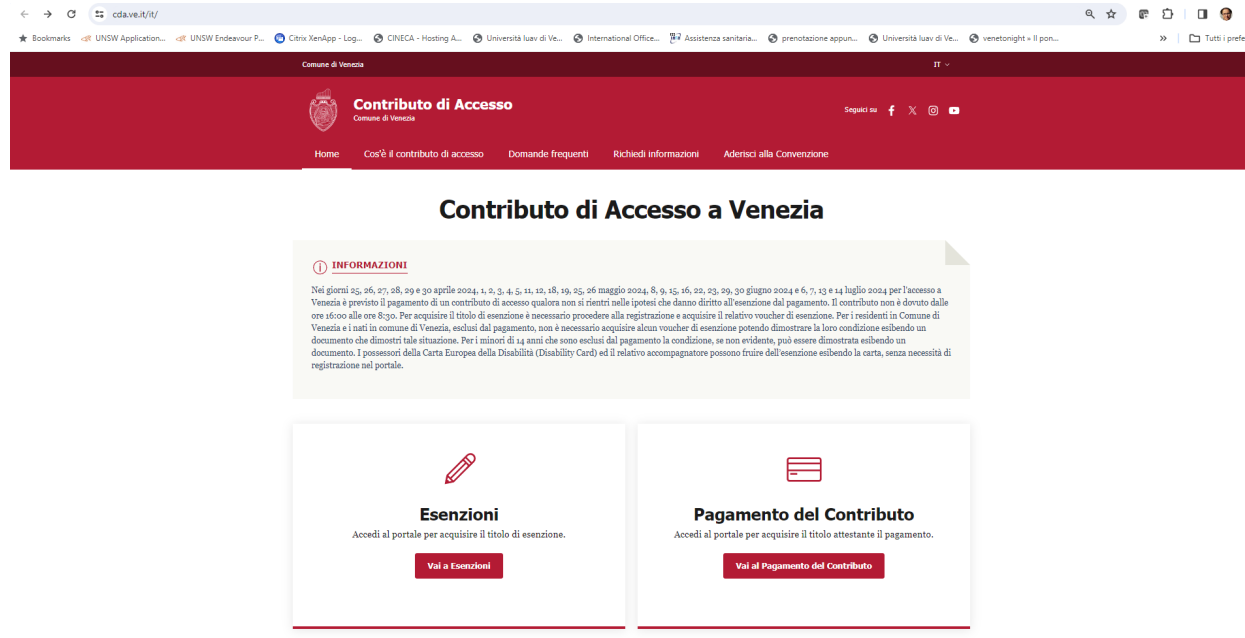 cda.ve.it/it/
Bookmarks UNSW Application... UNSW Endeavour P... Citrix XenApp - Log... CINECA - Hosting A... Università Iuav di Ve... International Office... Assistenza sanitaria... prenotazione appun... Università Iuav di Ve... venetonight » Il pon... » Tutti i prefe
Comune di Venezia IT
Contributo di Accesso
Comune di Venezia
Seguici su
Home Cos'è il contributo di accesso Domande frequenti Richiedi informazioni Aderisci alla Convenzione
Contributo di Accesso a Venezia
INFORMAZIONI
Nei giorni 25, 26, 27, 28, 29 e 30 aprile 2024, 1, 2, 3, 4, 5, 11, 12, 18, 19, 25, 26 maggio 2024, 8, 9, 15, 16, 22, 23, 29, 30 giugno 2024 e 6, 7, 13 e 14 luglio 2024 per l'accesso a
Venezia è previsto il pagamento di un contributo di accesso qualora non si rientri nelle ipotesi che danno diritto all'esenzione dal pagamento. Il contributo non è dovuto dalle
ore 16:00 alle ore 8:30. Per acquisire il titolo di esenzione è necessario procedere alla registrazione e acquisire il relativo voucher di esenzione. Per i residenti in Comune di
Venezia e i nati in comune di Venezia, esclusi dal pagamento, non è necessario acquisire alcun voucher di esenzione potendo dimostrare la loro condizione esibendo un
documento che dimostri tale situazione. Per i minori di 14 anni che sono esclusi dal pagamento la condizione, se non evidente, può essere dimostrata esibendo un
documento. I possessori della Carta Europea della Disabilità (Disability Card) ed il relativo accompagnatore possono fruire dell'esenzione esibendo la carta, senza necessità di
registrazione nel portale.
Esenzioni
Accedi al portale per acquisire il titolo di esenzione.
Vai a Esenzioni
Pagamento del Contributo
Accedi al portale per acquisire il titolo attestante il pagamento.
Vai al Pagamento del Contributo